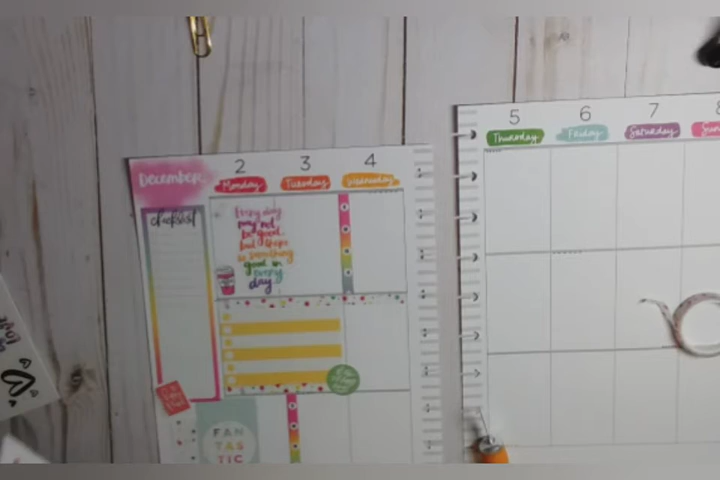 5 6 7 8
Thursday Friday Saturday
2 3 4
December Monday Tuesday Wednesday
checklist
Every day
may not
be good...
but there
is something
good in
every
day.
FAN
TAS
TIC